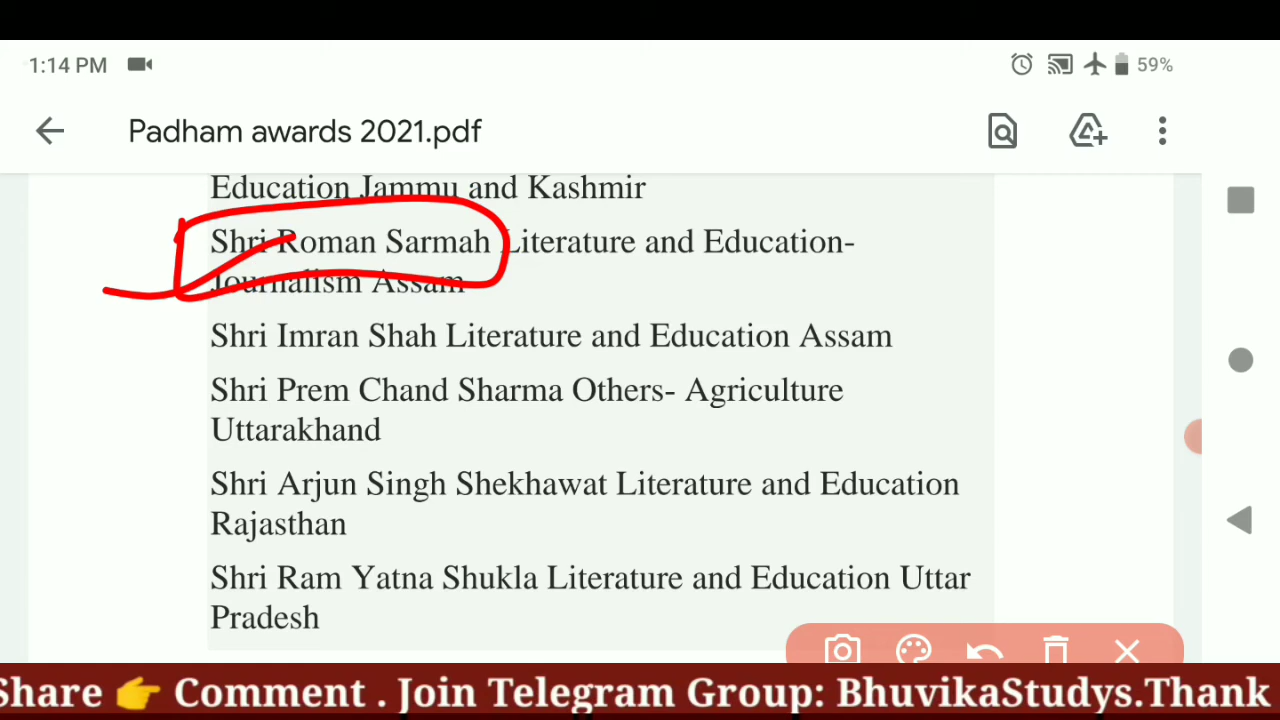 1:14 PM
59%
Padham awards 2021.pdf
Education Jammu and Kashmir
Shri Roman Sarmah Literature and Education-
Journalism Assam
Shri Imran Shah Literature and Education Assam
Shri Prem Chand Sharma Others- Agriculture
Uttarakhand
Shri Arjun Singh Shekhawat Literature and Education
Rajasthan
Shri Ram Yatna Shukla Literature and Education Uttar
Pradesh
Share 👉 Comment . Join Telegram Group: BhuvikaStudys.Thank